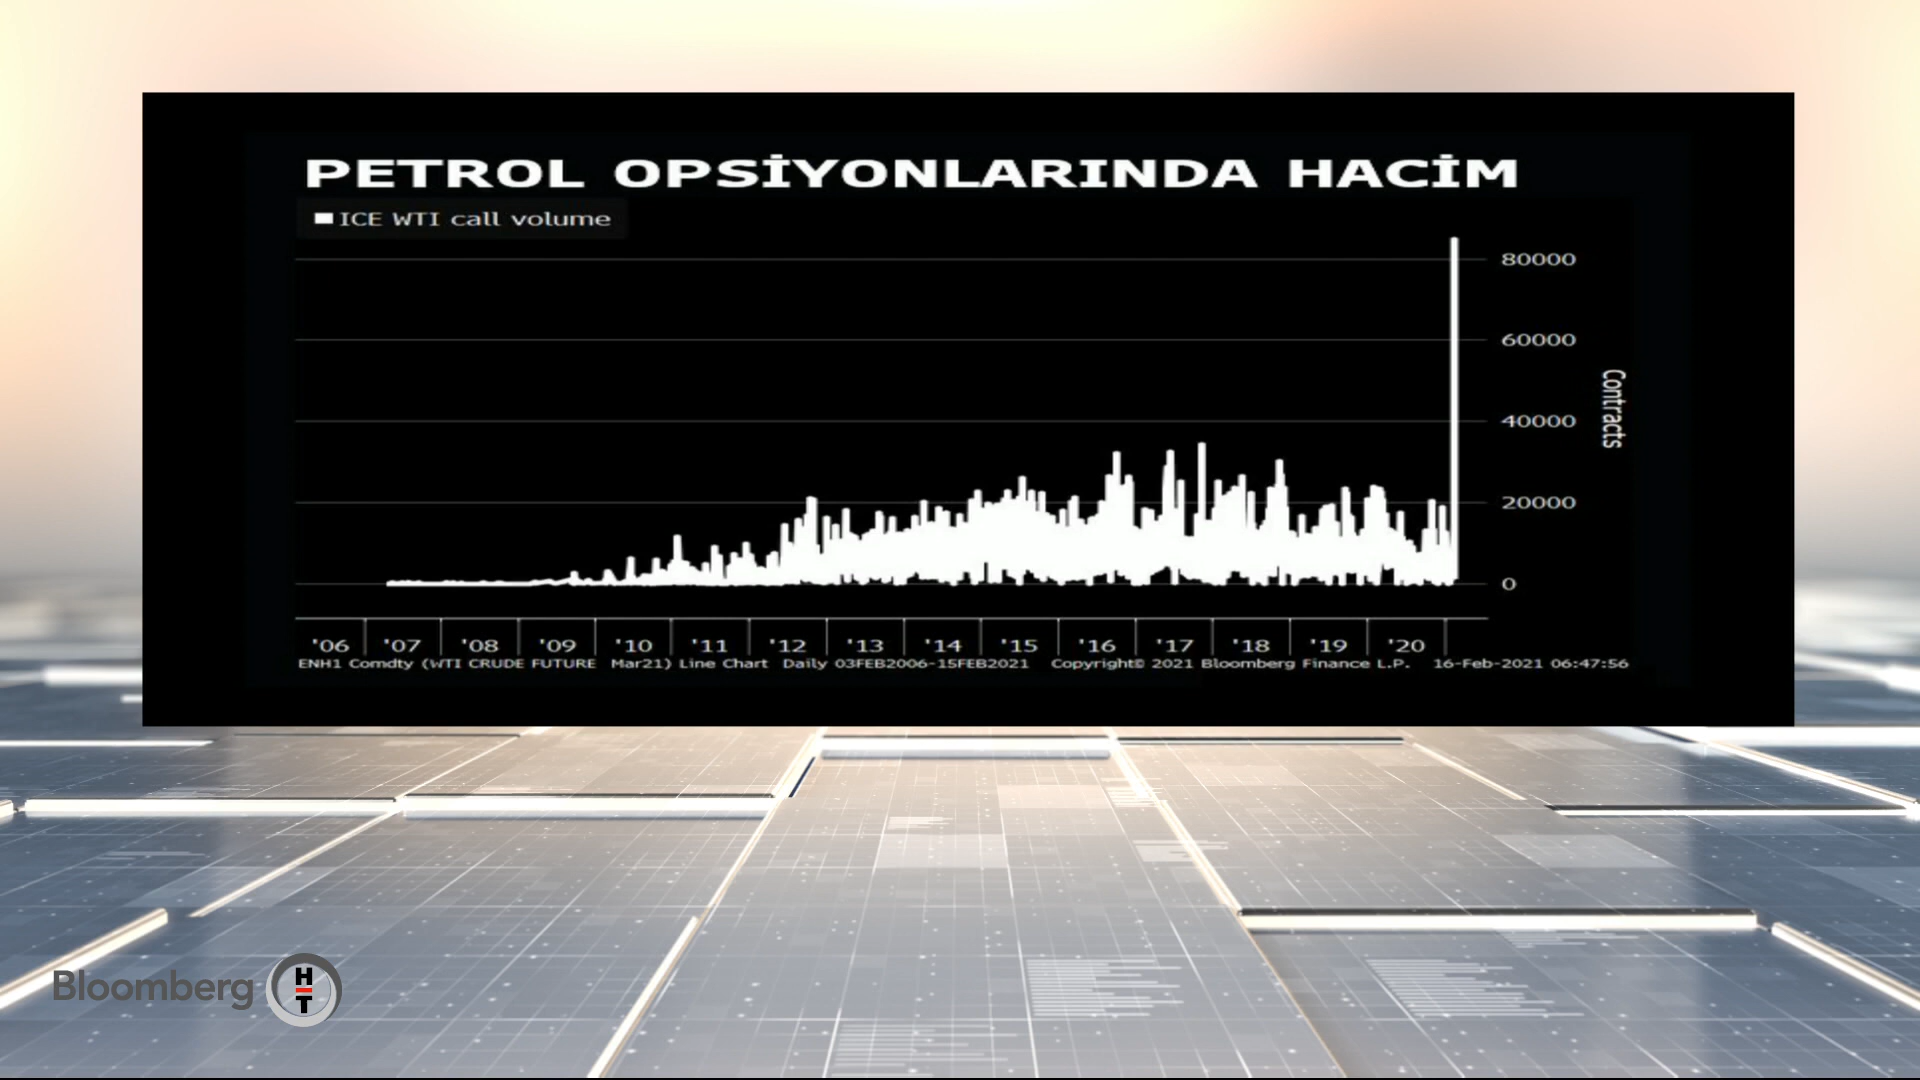 PETROL OPSİYONLARINDA HACİM
ICE WTI call volume
80000
60000
40000
20000
0
Contracts
'06 '07 '08 '09 '10 '11 '12 '13 '14 '15 '16 '17 '18 '19 '20
ENH1 Comdty (WTI CRUDE FUTURE Mar21) Line Chart Daily 03FEB2006-15FEB2021 Copyright© 2021 Bloomberg Finance L.P. 16-Feb-2021 06:47:56
Bloomberg HT